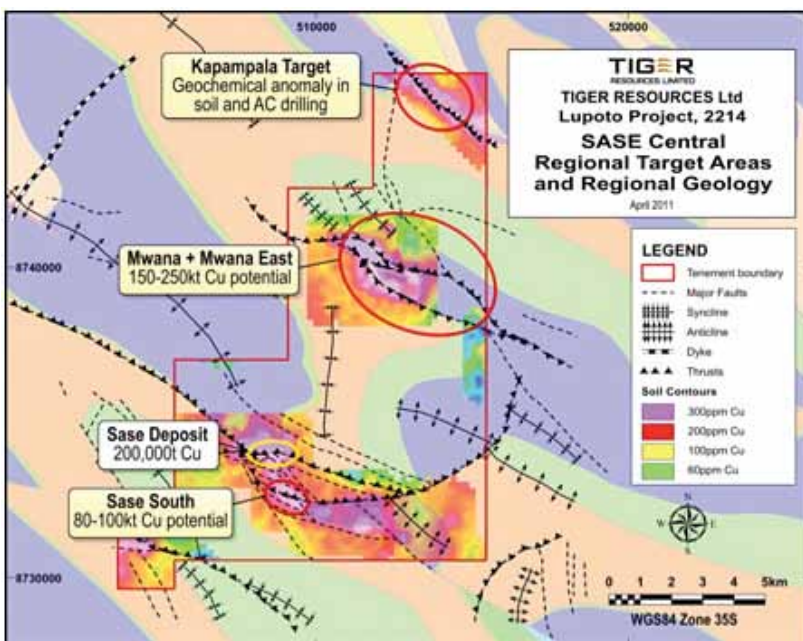 510000
520000
Kapampala Target
Geochemical anomaly in
soil and AC drilling
TIGER
RESOURCES LIMITED
TIGER RESOURCES Ltd
Lupoto Project, 2214
SASE Central
Regional Target Areas
and Regional Geology
April 2011
8740000
Mwana + Mwana East
150-250kt Cu potential
LEGEND
Tenement boundary
Major Faults
Syncline
Anticline
Dyke
Thrusts
Soil Contours
300ppm Cu
200ppm Cu
100ppm Cu
60ppm Cu
Sase Deposit
200,000t Cu
Sase South
80-100kt Cu potential
N
W E
S
8730000
0 1 2 3 4 5km
WGS84 Zone 35S